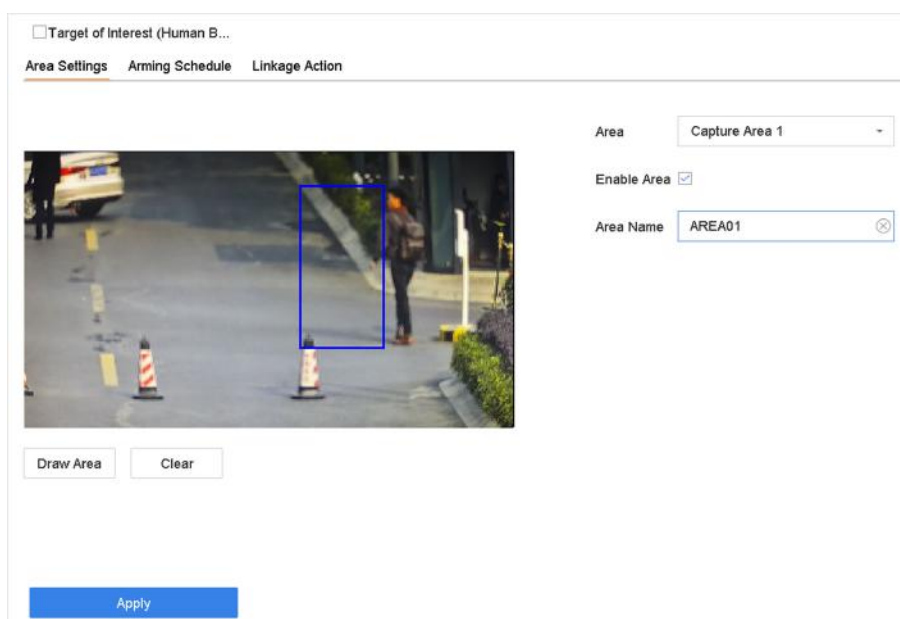 Target of Interest (Human B...
Area Settings Arming Schedule Linkage Action
Area Capture Area 1
Enable Area
Area Name AREA01
Draw Area Clear
Apply